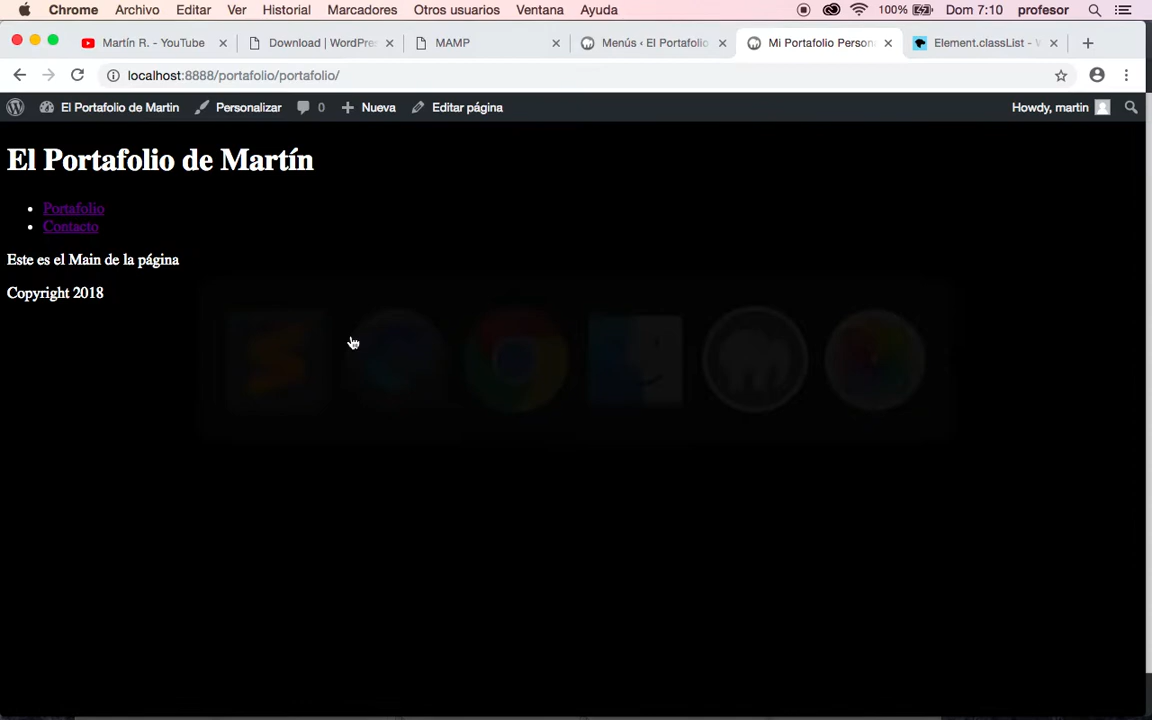 Chrome Archivo Editar Ver Historial Marcadores Otros usuarios Ventana Ayuda 100% Dom 7:10 profesor
Martín R. - YouTube Download | WordPre MAMP Menús ‹ El Portafolio Mi Portafolio Person Element.classList -
localhost:8888/portafolio/portafolio/
El Portafolio de Martin Personalizar 0 Nueva Editar página Howdy, martin
El Portafolio de Martín
Portafolio
Contacto
Este es el Main de la página
Copyright 2018